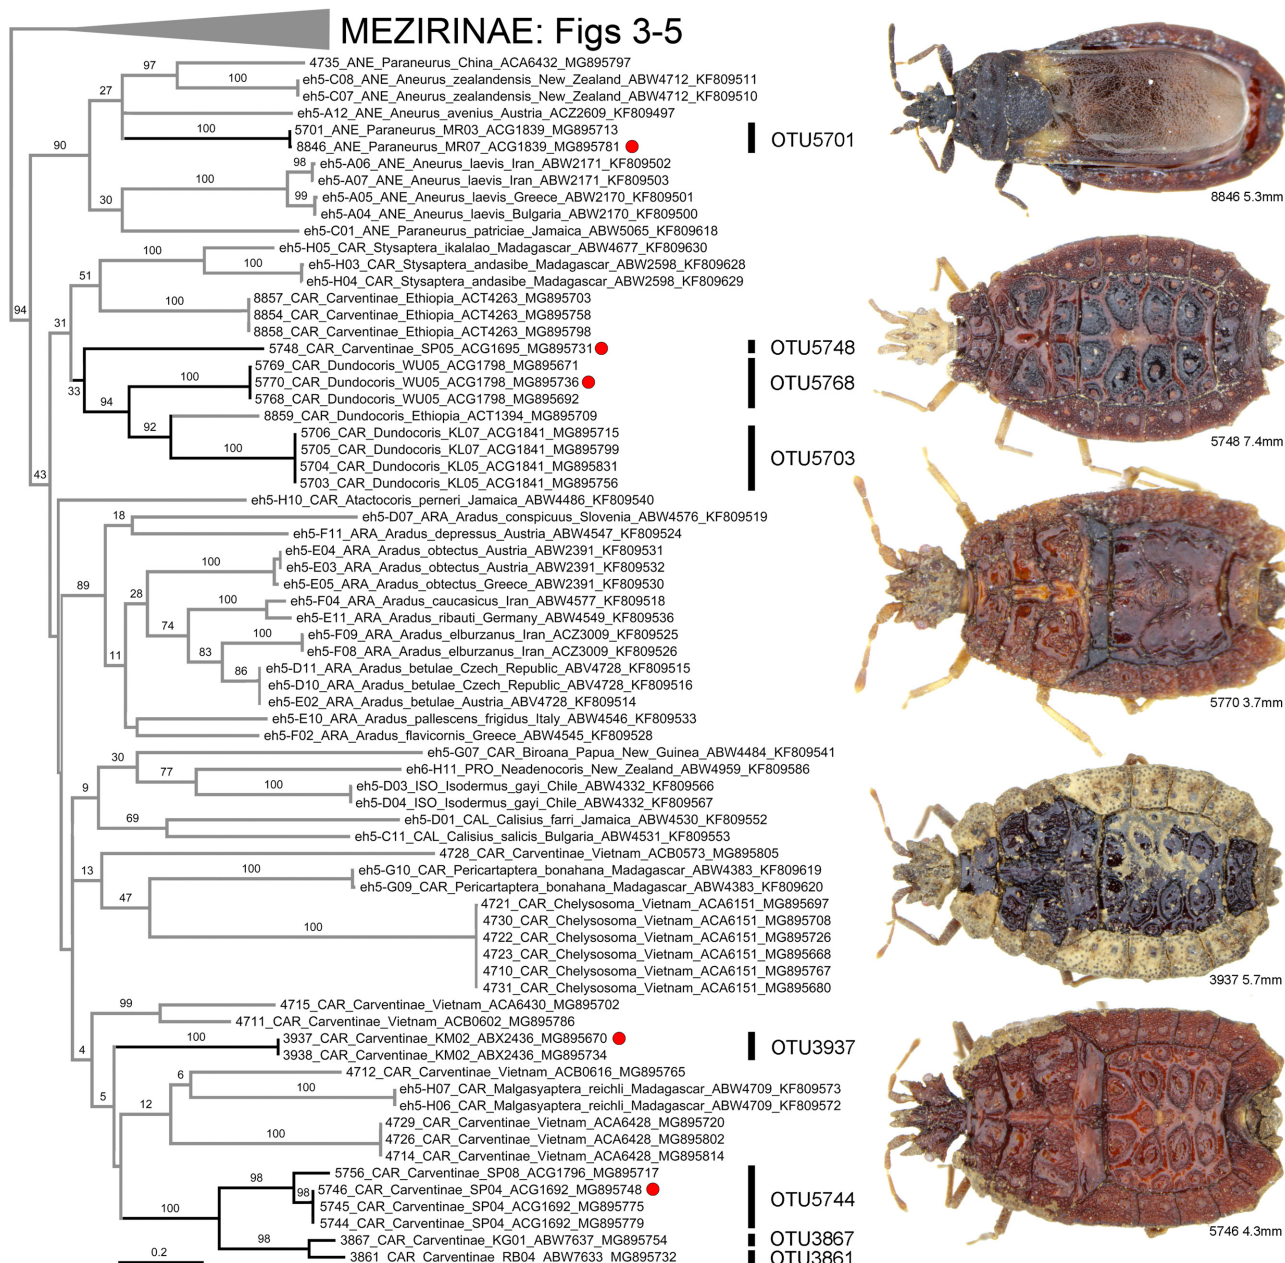 MEZIRINAE: Figs 3-5
4735_ANE_Paraneurus_China_ACA6432_MG895797
97
100
eh5-C08_ANE_Aneurus_zealandensis_New_Zealand_ABW4712_KF809511
eh5-C07_ANE_Aneurus_zealandensis_New_Zealand_ABW4712_KF809510
27
eh5-A12_ANE_Aneurus_avenius_Austria_ACZ2609_KF809497
100
5701_ANE_Paraneurus_MR03_ACG1839_MG895713
8846_ANE_Paraneurus_MR07_ACG1839_MG895781
OTU5701
90
98
eh5-A06_ANE_Aneurus_laevis_Iran_ABW2171_KF809502
eh5-A07_ANE_Aneurus_laevis_Iran_ABW2171_KF809503
100
99
eh5-A05_ANE_Aneurus_laevis_Greece_ABW2170_KF809501
eh5-A04_ANE_Aneurus_laevis_Bulgaria_ABW2170_KF809500
30
eh5-C01_ANE_Paraneurus_patriciae_Jamaica_ABW5065_KF809618
8846 5.3mm
100
eh5-H05_CAR_Stysaptera_ikalalao_Madagascar_ABW4677_KF809630
100
eh5-H03_CAR_Stysaptera_andasibe_Madagascar_ABW2598_KF809628
eh5-H04_CAR_Stysaptera_andasibe_Madagascar_ABW2598_KF809629
51
100
8857_CAR_Carventinae_Ethiopia_ACT4263_MG895703
8854_CAR_Carventinae_Ethiopia_ACT4263_MG895758
8858_CAR_Carventinae_Ethiopia_ACT4263_MG895798
94
31
5748_CAR_Carventinae_SP05_ACG1695_MG895731
OTU5748
33
100
5769_CAR_Dundocoris_WU05_ACG1798_MG895671
5770_CAR_Dundocoris_WU05_ACG1798_MG895736
5768_CAR_Dundocoris_WU05_ACG1798_MG895692
OTU5768
94
92
8859_CAR_Dundocoris_Ethiopia_ACT1394_MG895709
100
5706_CAR_Dundocoris_KL07_ACG1841_MG895715
5705_CAR_Dundocoris_KL07_ACG1841_MG895799
5704_CAR_Dundocoris_KL05_ACG1841_MG895831
5703_CAR_Dundocoris_KL05_ACG1841_MG895756
OTU5703
5748 7.4mm
43
eh5-H10_CAR_Atactocoris_perneri_Jamaica_ABW4486_KF809540
18
eh5-D07_ARA_Aradus_conspicuus_Slovenia_ABW4576_KF809519
eh5-F11_ARA_Aradus_depressus_Austria_ABW4547_KF809524
100
eh5-E04_ARA_Aradus_obtectus_Austria_ABW2391_KF809531
eh5-E03_ARA_Aradus_obtectus_Austria_ABW2391_KF809532
eh5-E05_ARA_Aradus_obtectus_Greece_ABW2390_KF809530
89
28
100
eh5-F04_ARA_Aradus_caucasicus_Iran_ABW4577_KF809518
eh5-E11_ARA_Aradus_ribauti_Germany_ABW4549_KF809536
74
100
eh5-F09_ARA_Aradus_elburzanus_Iran_ACZ3009_KF809525
eh5-F08_ARA_Aradus_elburzanus_Iran_ACZ3009_KF809526
83
11
86
eh5-D11_ARA_Aradus_betulae_Czech_Republic_ABV4728_KF809515
eh5-D10_ARA_Aradus_betulae_Czech_Republic_ABV4728_KF809516
eh5-E02_ARA_Aradus_betulae_Austria_ABV4728_KF809514
eh5-E10_ARA_Aradus_pallescens_frigidus_Italy_ABW4546_KF809533
eh5-F02_ARA_Aradus_flavicornis_Greece_ABW4545_KF809528
5770 3.7mm
30
eh5-G07_CAR_Biroana_Papua_New_Guinea_ABW4484_KF809541
77
eh6-H11_PRO_Neadenocoris_New_Zealand_ABW4959_KF809586
100
eh5-D03_ISO_Isodermus_gayi_Chile_ABW4332_KF809566
eh5-D04_ISO_Isodermus_gayi_Chile_ABW4332_KF809567
9
69
eh5-D01_CAL_Calisius_farri_Jamaica_ABW4530_KF809552
eh5-C11_CAL_Calisius_salicis_Bulgaria_ABW4531_KF809553
13
4728_CAR_Carventinae_Vietnam_ACB0573_MG895805
100
eh5-G10_CAR_Pericartaptera_bonahana_Madagascar_ABW4383_KF809619
eh5-G09_CAR_Pericartaptera_bonahana_Madagascar_ABW4383_KF809620
47
100
4721_CAR_Chelysosoma_Vietnam_ACA6151_MG895697
4730_CAR_Chelysosoma_Vietnam_ACA6151_MG895708
4722_CAR_Chelysosoma_Vietnam_ACA6151_MG895726
4723_CAR_Chelysosoma_Vietnam_ACA6151_MG895668
4710_CAR_Chelysosoma_Vietnam_ACA6151_MG895767
4731_CAR_Chelysosoma_Vietnam_ACA6151_MG895680
3937 5.7mm
99
4715_CAR_Carventinae_Vietnam_ACA6430_MG895702
4711_CAR_Carventinae_Vietnam_ACB0602_MG895786
4
100
3937_CAR_Carventinae_KM02_ABX2436_MG895670
3938_CAR_Carventinae_KM02_ABX2436_MG895734
OTU3937
5
6
4712_CAR_Carventinae_Vietnam_ACB0616_MG895765
100
eh5-H07_CAR_Malgasyaptera_reichli_Madagascar_ABW4709_KF809573
eh5-H06_CAR_Malgasyaptera_reichli_Madagascar_ABW4709_KF809572
12
100
4729_CAR_Carventinae_Vietnam_ACA6428_MG895720
4726_CAR_Carventinae_Vietnam_ACA6428_MG895802
4714_CAR_Carventinae_Vietnam_ACA6428_MG895814
98
5756_CAR_Carventinae_SP08_ACG1796_MG895717
98
5746_CAR_Carventinae_SP04_ACG1692_MG895748
5745_CAR_Carventinae_SP04_ACG1692_MG895775
5744_CAR_Carventinae_SP04_ACG1692_MG895779
OTU5744
100
98
3867_CAR_Carventinae_KG01_ABW7637_MG895754
OTU3867
3861_CAR_Carventinae_RB04_ABW7633_MG895732
OTU3861
5746 4.3mm
0.2